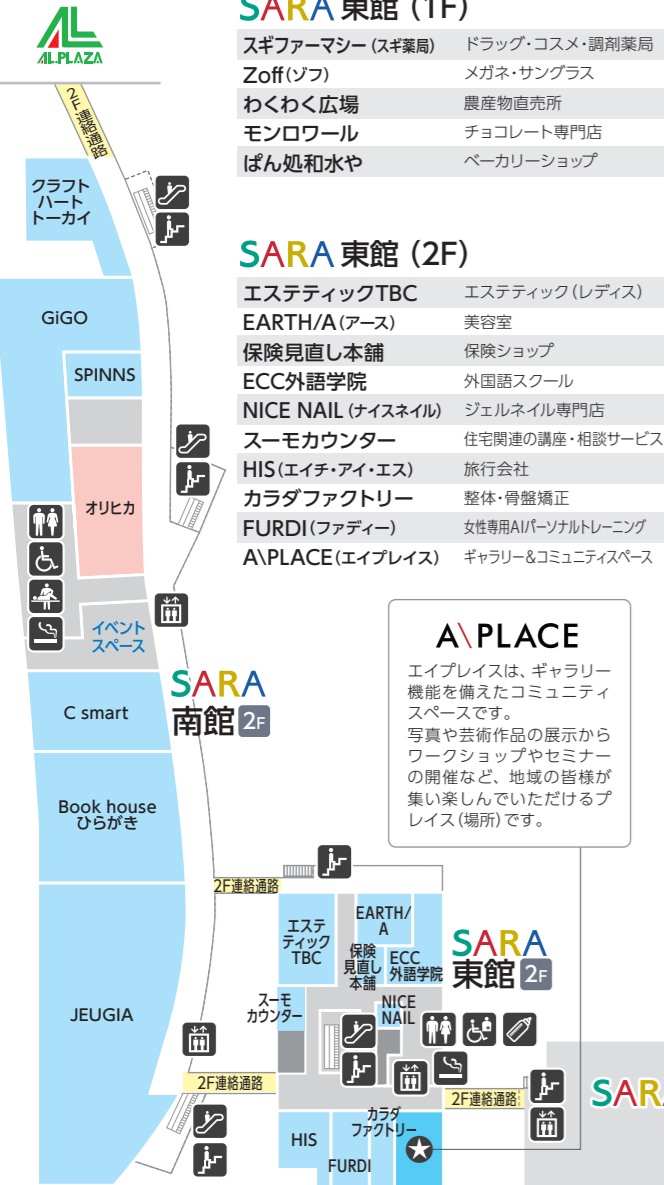 AL
AL.PLAZA
2F連絡通路
クラフト
ハート
トーカイ
GiGO
SPINNS
オリヒカ
イベント
スペース
SARA
南館 2F
C smart
Book house
ひらがき
JEUGIA
2F連絡通路
2F連絡通路
SARA 東館 (1F)
スギファーマシー (スギ薬局) ドラッグ・コスメ・調剤薬局
Zoff(ゾフ) メガネ・サングラス
わくわく広場 農産物直売所
モンロワール チョコレート専門店
ぱん処和水や ベーカリーショップ
SARA 東館 (2F)
エステティックTBC エステティック(レディス)
EARTH/A(アース) 美容室
保険見直し本舗 保険ショップ
ECC外語学院 外国語スクール
NICE NAIL (ナイスネイル) ジェルネイル専門店
スーモカウンター 住宅関連の講座・相談サービス
HIS(エイチ・アイ・エス) 旅行会社
カラダファクトリー 整体・骨盤矯正
FURDI(ファディー) 女性専用AIパーソナルトレーニング
A\PLACE(エイプレイス) ギャラリー&コミュニティスペース
A\PLACE
エイプレイスは、ギャラリー
機能を備えたコミュニティ
スペースです。
写真や芸術作品の展示から
ワークショップやセミナー
の開催など、地域の皆様が
集い楽しんでいただけるプ
レイス(場所)です。
エステ
ティック
TBC
EARTH/
A
保険
見直し
本舗
ECC
外語学院
SARA
東館 2F
スーモ
カウンター
NICE
NAIL
2F連絡通路
SARA
HIS
FURDI
カラダ
ファクトリー